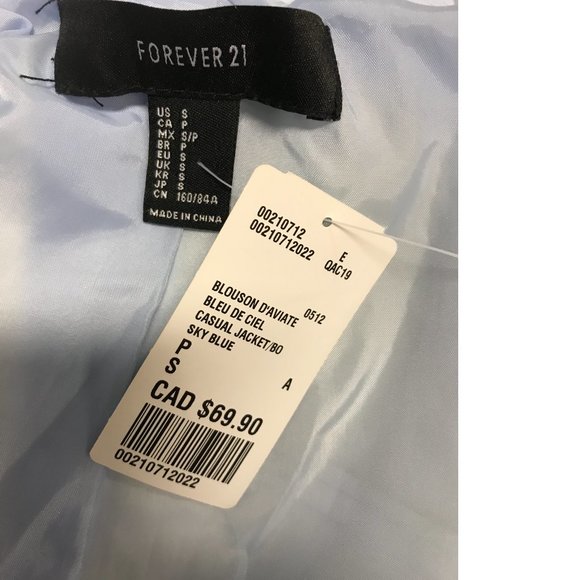 FOREVER 21
US S
CA P
MX S/P
BR P
EU S
UK S
KR S
JP S
CN 160/84A
MADE IN CHINA
00210712 E
00210712022 QAC19
BLOUSON D'AVIATE 0512
BLEU DE CIEL
CASUAL JACKET/BO
SKY BLUE
P
S A
CAD $69.90
00210712022